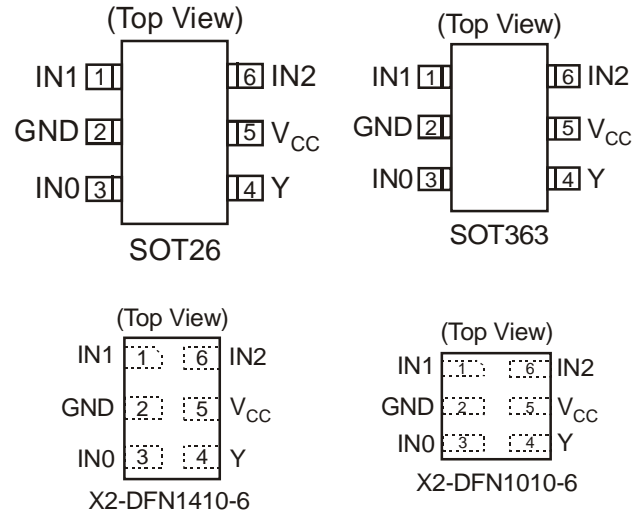 (Top View)
IN1 1 6 IN2
GND 2 5 VCC
IN0 3 4 Y
SOT26
(Top View)
IN1 1 6 IN2
GND 2 5 VCC
IN0 3 4 Y
SOT363
(Top View)
IN1 1 6 IN2
GND 2 5 VCC
IN0 3 4 Y
X2-DFN1410-6
(Top View)
IN1 1 6 IN2
GND 2 5 VCC
IN0 3 4 Y
X2-DFN1010-6